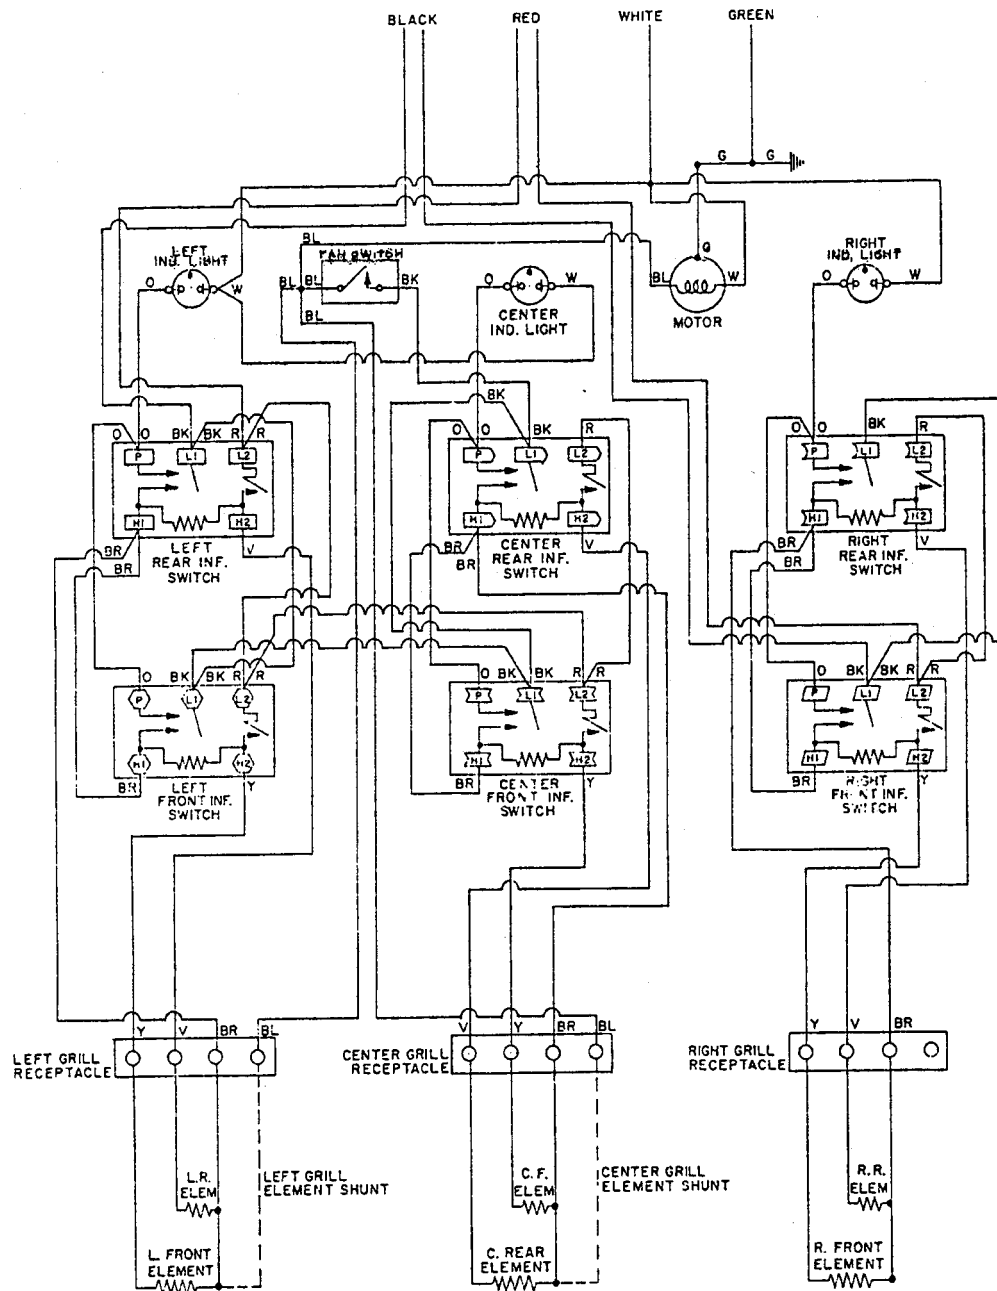 BLACK RED WHITE GREEN
G G
BL
LEFT
IND. LIGHT
FAN SWITCH
G
RIGHT
IND. LIGHT
O W
BL BL BK
O W
BL W
O W
BL
CENTER
IND. LIGHT
MOTOR
BK
O O BK BK R R
P L1 L2
H1 H2
BR
BR
V
LEFT
REAR INF.
SWITCH
O O BK R
P L1 L2
H1 H2
BR
BR
V
CENTER
REAR INF.
SWITCH
O O BK R
P L1 L2
H1 H2
BR
BR
V
RIGHT
REAR INF.
SWITCH
O BK BK R R
P L1 L2
H1 H2
BR Y
LEFT
FRONT INF.
SWITCH
O BK BK R R
P L1 L2
H1 H2
BR Y
CENTER
FRONT INF.
SWITCH
O BK BK R R
P L1 L2
H1 H2
BR Y
RIGHT
FRONT INF.
SWITCH
Y V BR BL
LEFT GRILL
RECEPTACLE
V Y BR BL
CENTER GRILL
RECEPTACLE
Y V BR
RIGHT GRILL
RECEPTACLE
L.R.
ELEM
LEFT GRILL
ELEMENT SHUNT
C.F.
ELEM
CENTER GRILL
ELEMENT SHUNT
R.R.
ELEM
L. FRONT
ELEMENT
C. REAR
ELEMENT
R. FRONT
ELEMENT